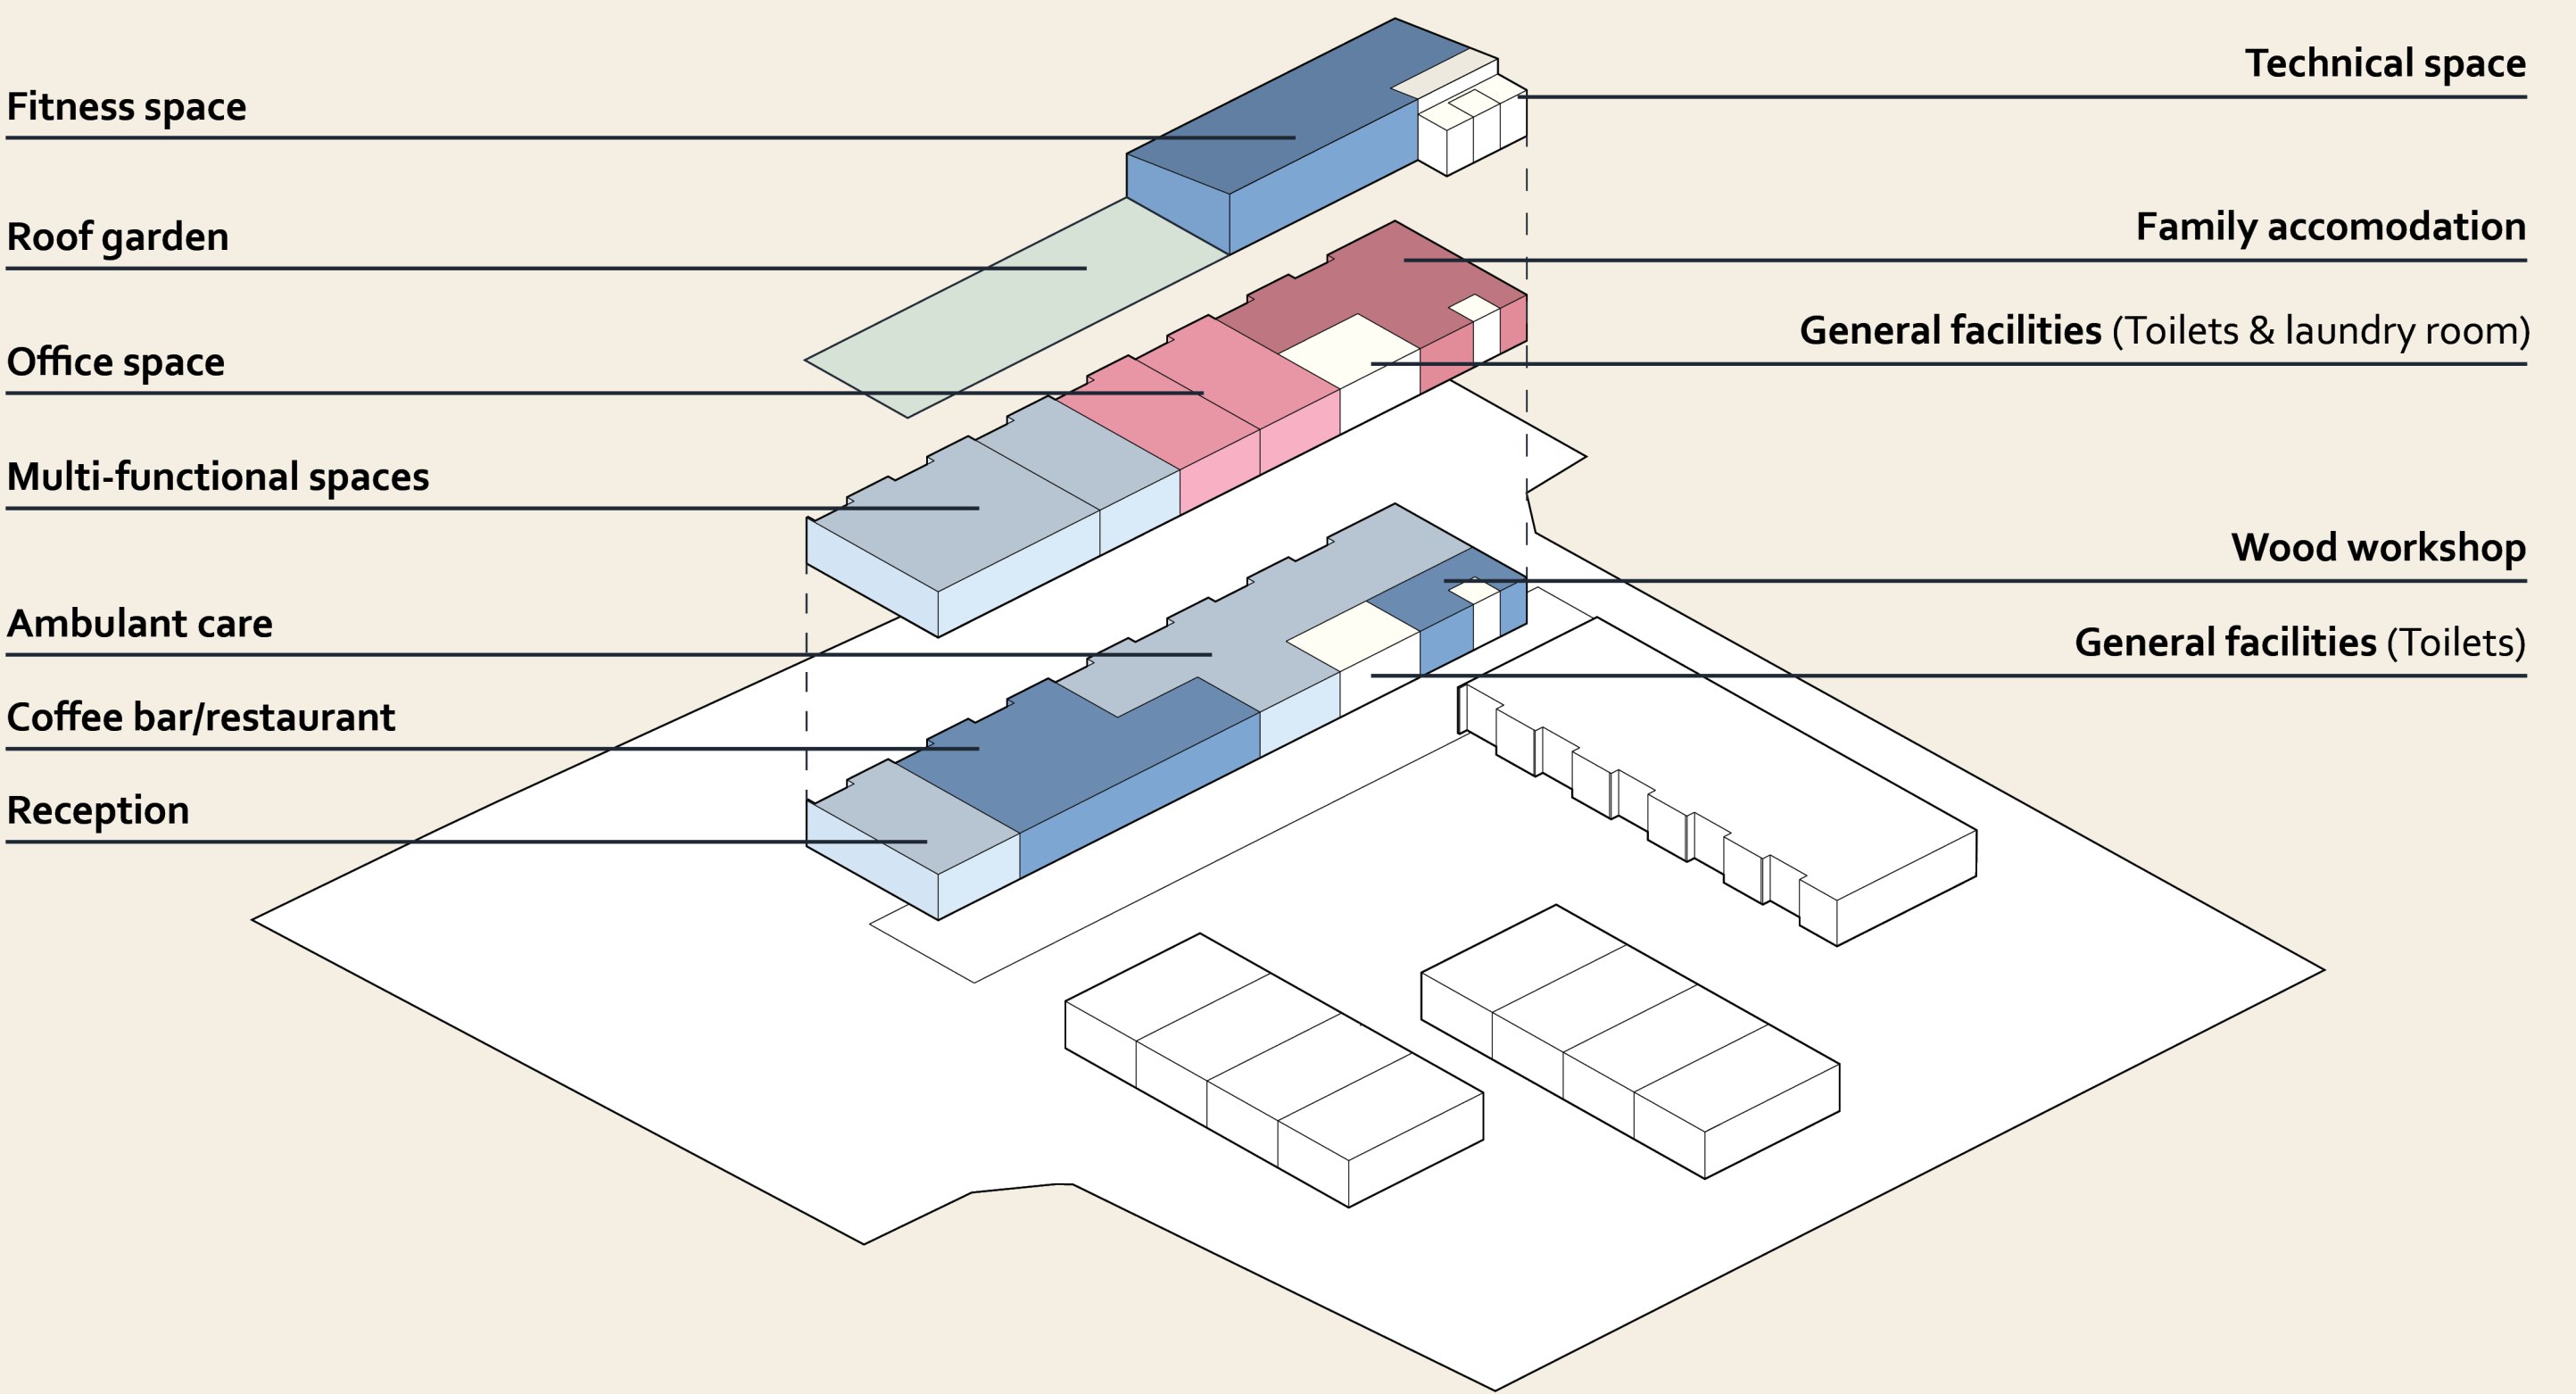 Fitness space
Roof garden
Office space
Multi-functional spaces
Ambulant care
Coffee bar/restaurant
Reception
Technical space
Family accomodation
General facilities (Toilets & laundry room)
Wood workshop
General facilities (Toilets)